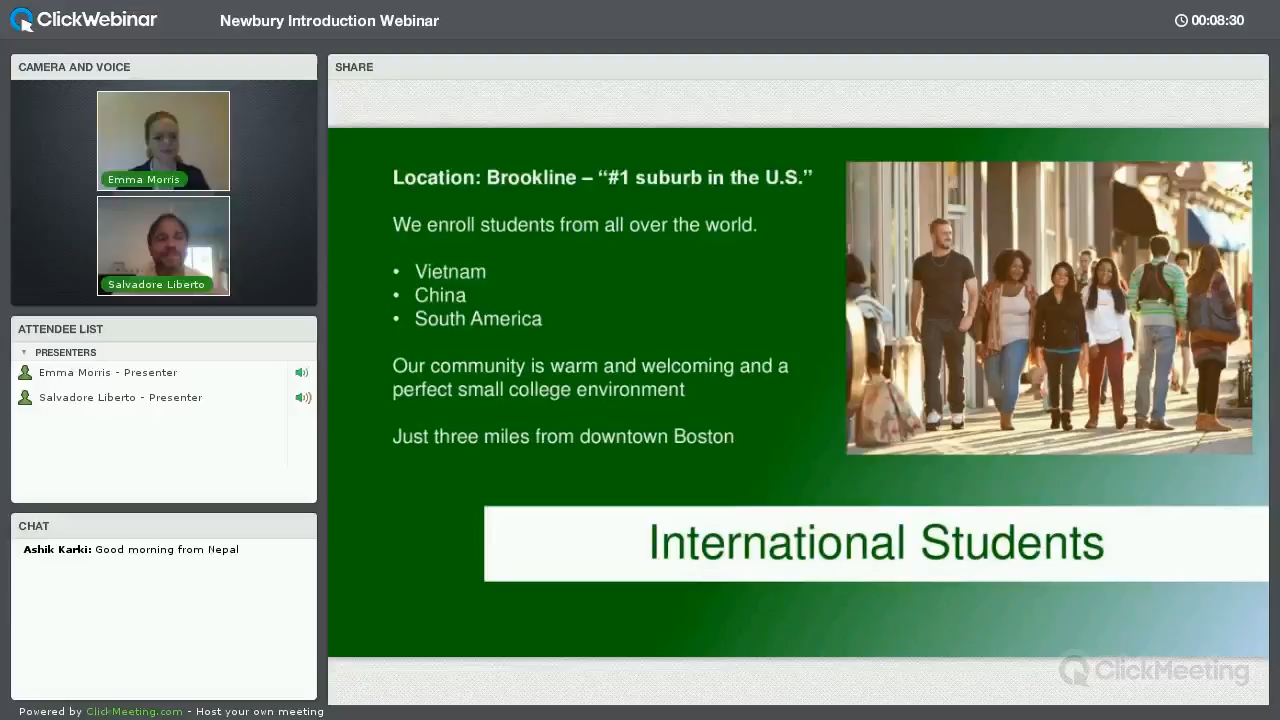 ClickWebinar
Newbury Introduction Webinar
00:08:30
CAMERA AND VOICE
Emma Morris
Salvadore Liberto
ATTENDEE LIST
PRESENTERS
Emma Morris - Presenter
Salvadore Liberto - Presenter
CHAT
Ashik Karki: Good morning from Nepal
SHARE
Location: Brookline – “#1 suburb in the U.S.”
We enroll students from all over the world.
• Vietnam
• China
• South America
Our community is warm and welcoming and a
perfect small college environment
Just three miles from downtown Boston
International Students
ClickMeeting
Powered by ClickMeeting.com - Host your own meeting